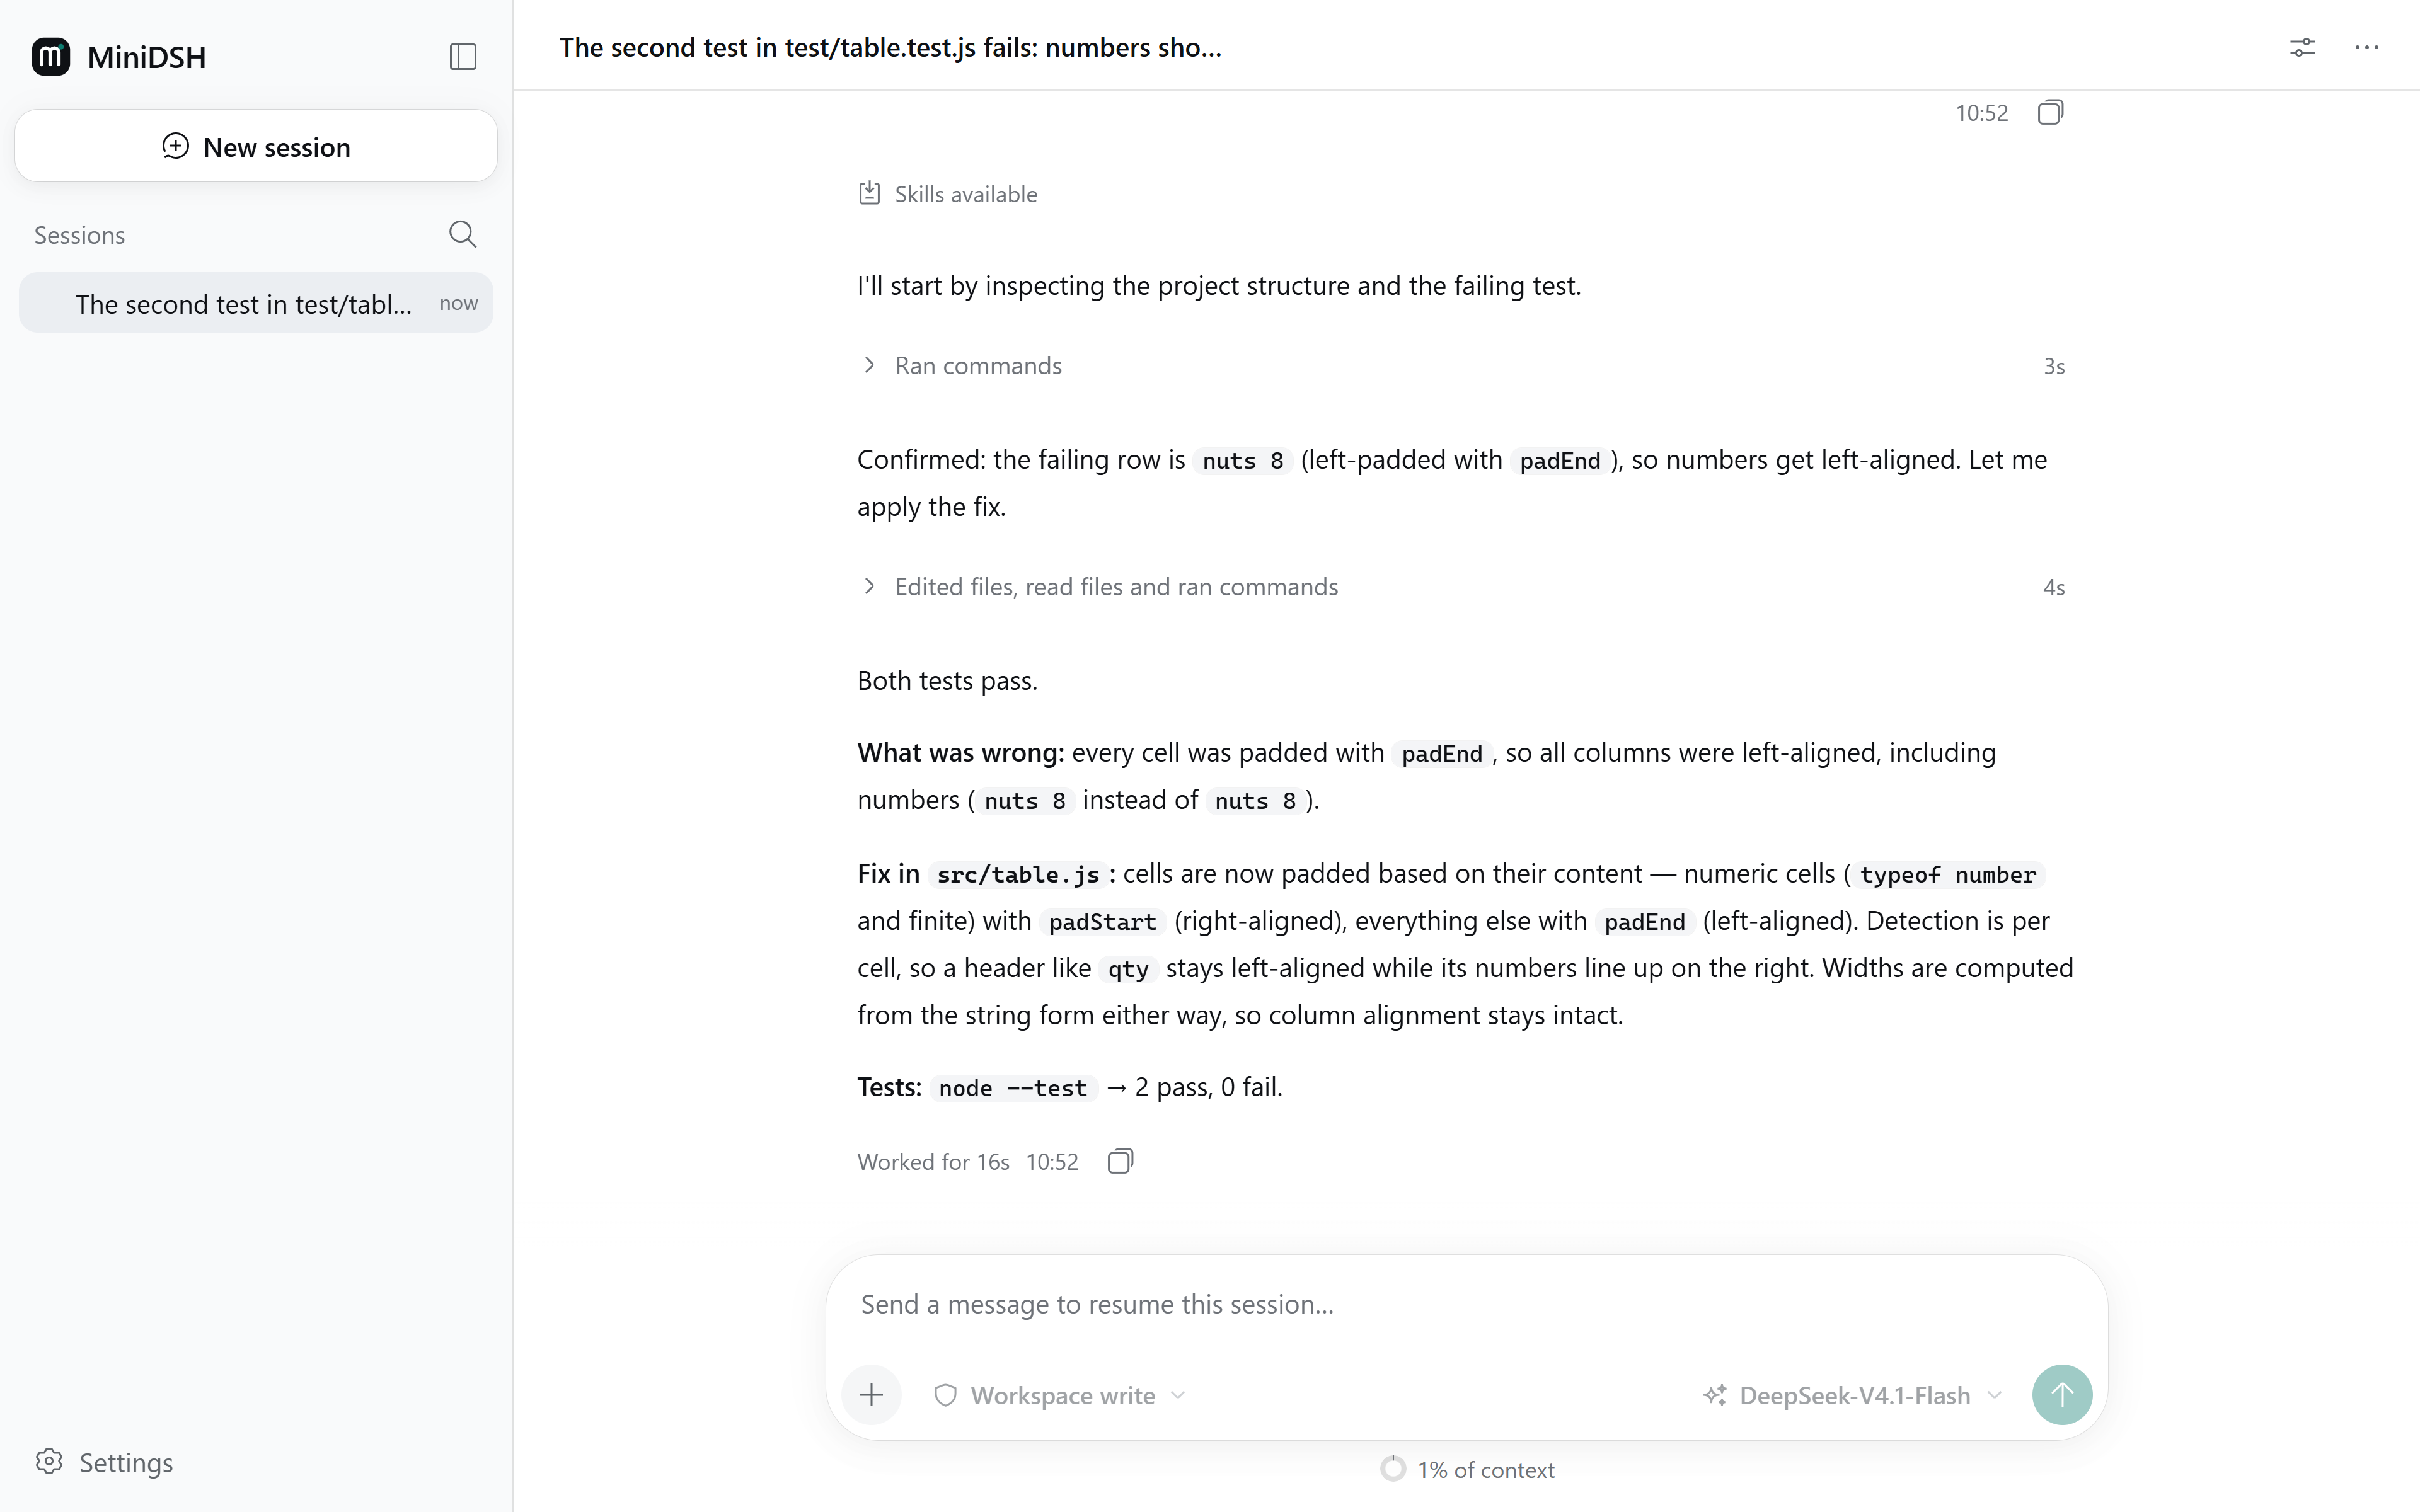 MiniDSH
New session
Sessions
The second test in test/tabl... now
Settings
The second test in test/table.test.js fails: numbers sho...
10:52
Skills available
I'll start by inspecting the project structure and the failing test.
Ran commands 3s
Confirmed: the failing row is nuts 8 (left-padded with padEnd ), so numbers get left-aligned. Let me
apply the fix.
Edited files, read files and ran commands 4s
Both tests pass.
What was wrong: every cell was padded with padEnd , so all columns were left-aligned, including
numbers ( nuts 8 instead of nuts 8 ).
Fix in src/table.js : cells are now padded based on their content — numeric cells ( typeof number
and finite) with padStart (right-aligned), everything else with padEnd (left-aligned). Detection is per
cell, so a header like qty stays left-aligned while its numbers line up on the right. Widths are computed
from the string form either way, so column alignment stays intact.
Tests: node --test → 2 pass, 0 fail.
Worked for 16s 10:52
Send a message to resume this session...
Workspace write DeepSeek-V4.1-Flash
1% of context